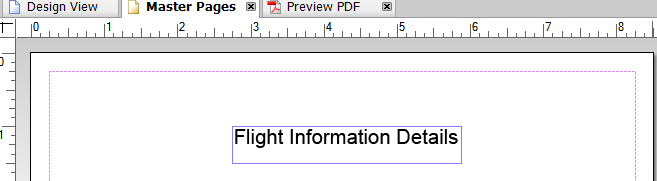 Design View Master Pages Preview PDF
0 1 2 3 4 5 6 7 8
0
1
Flight Information Details